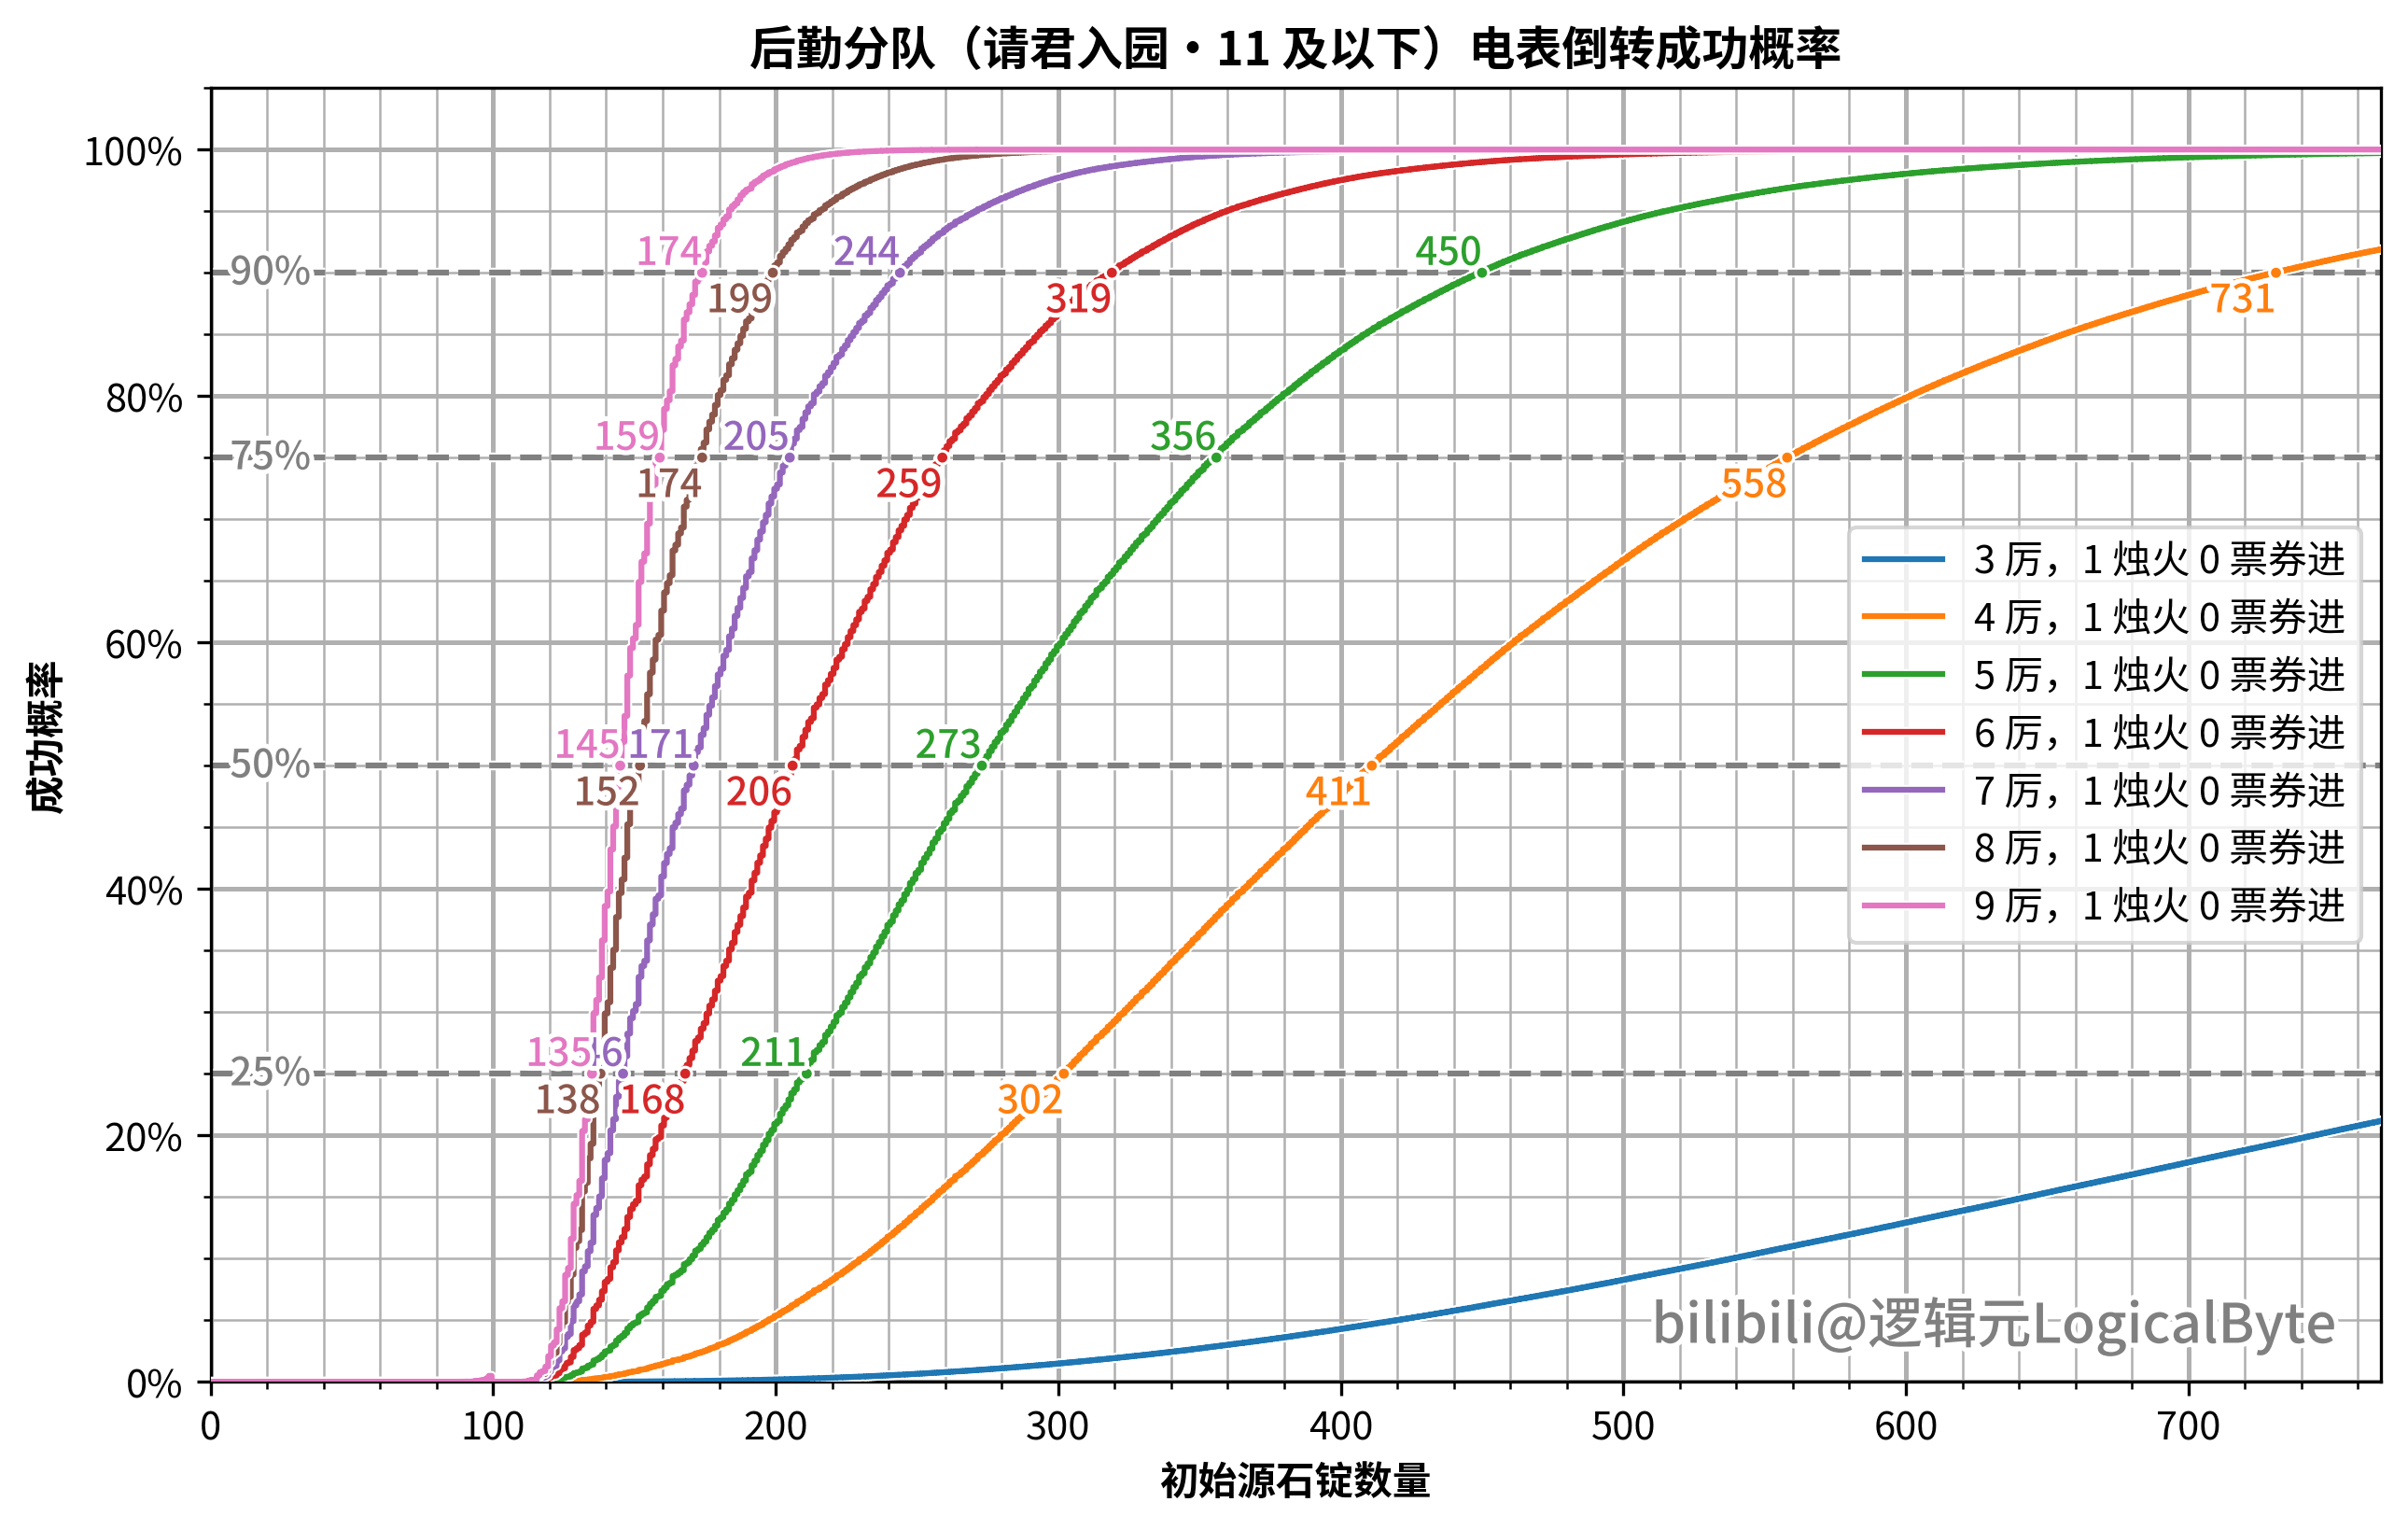 后勤分队（请君入园·11 及以下）电表倒转成功概率
成功概率
100%
80%
60%
40%
20%
0%
90%
75%
50%
25%
174
244
450
199
319
731
159
205
356
174
259
558
145
171
273
152
206
411
135
6
211
138
168
302
3 厉，1 烛火 0 票券进
4 厉，1 烛火 0 票券进
5 厉，1 烛火 0 票券进
6 厉，1 烛火 0 票券进
7 厉，1 烛火 0 票券进
8 厉，1 烛火 0 票券进
9 厉，1 烛火 0 票券进
bilibili@逻辑元LogicalByte
0 100 200 300 400 500 600 700
初始源石锭数量